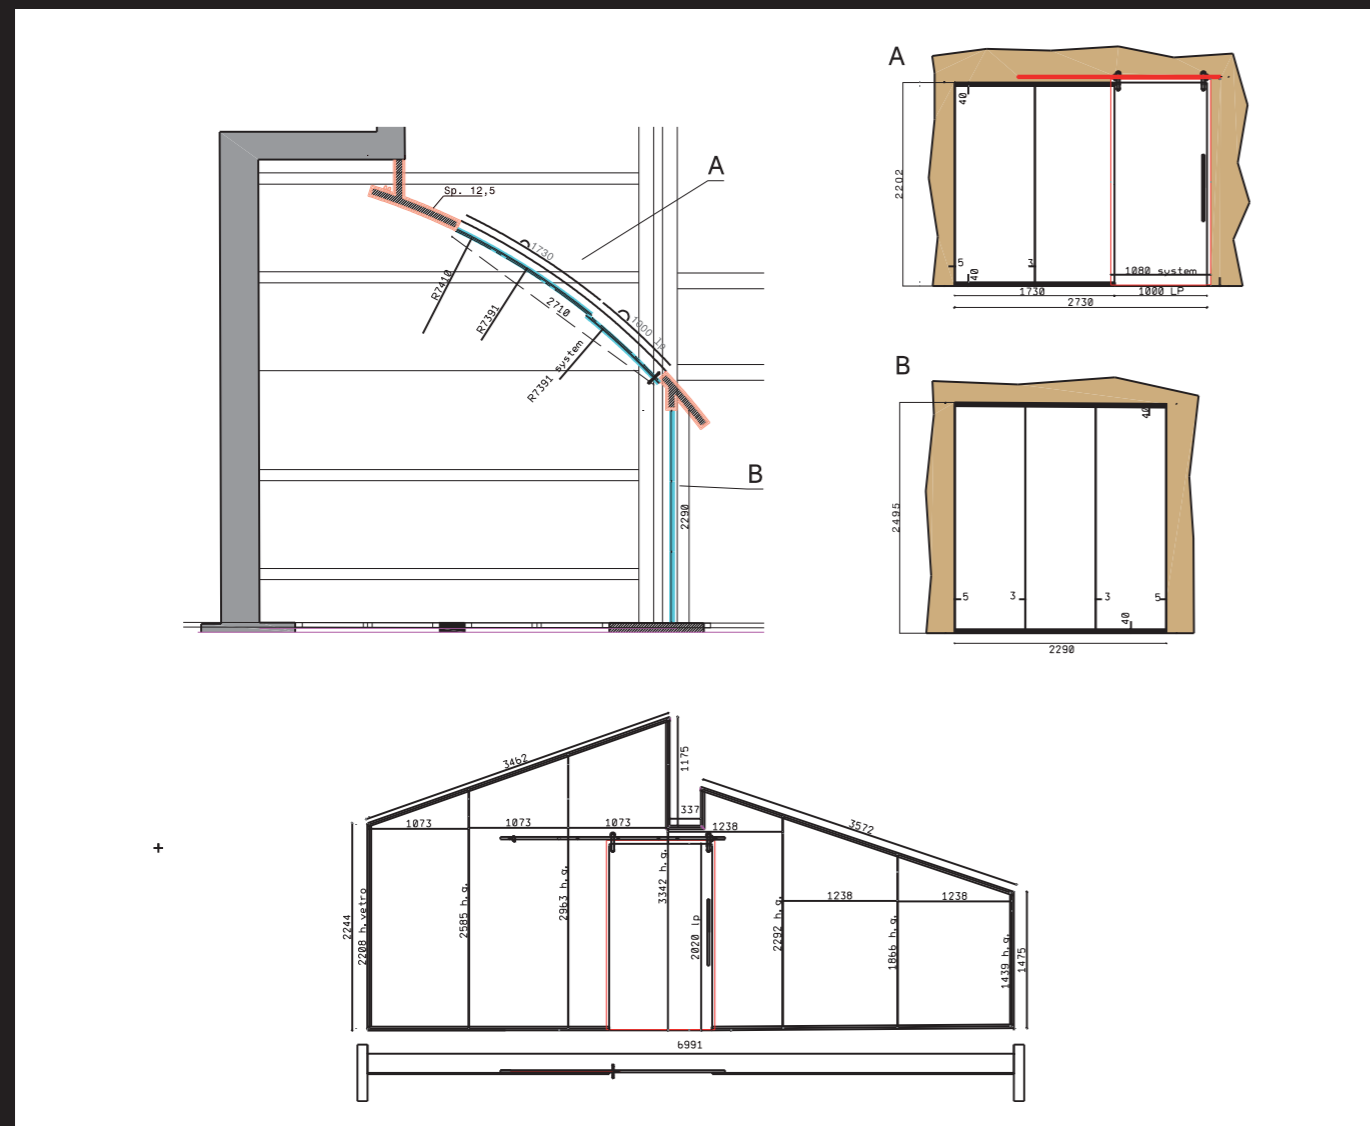 A
Sp. 12,5
1730
R7410
R7391
2710
1000 lp
R7391 system
B
2290
A
40
2202
5
40
3
1080 system
1730
1000 LP
2730
B
40
2495
5
3
3
5
40
2290
3462
1175
337
1073
1073
1073
1238
3572
2244
2208 h.vetro
2585 h.g.
2963 h.g.
3342 h.g.
2020 lp
2292 h.g.
1238
1238
1866 h.g.
1439 h.g.
1475
6991